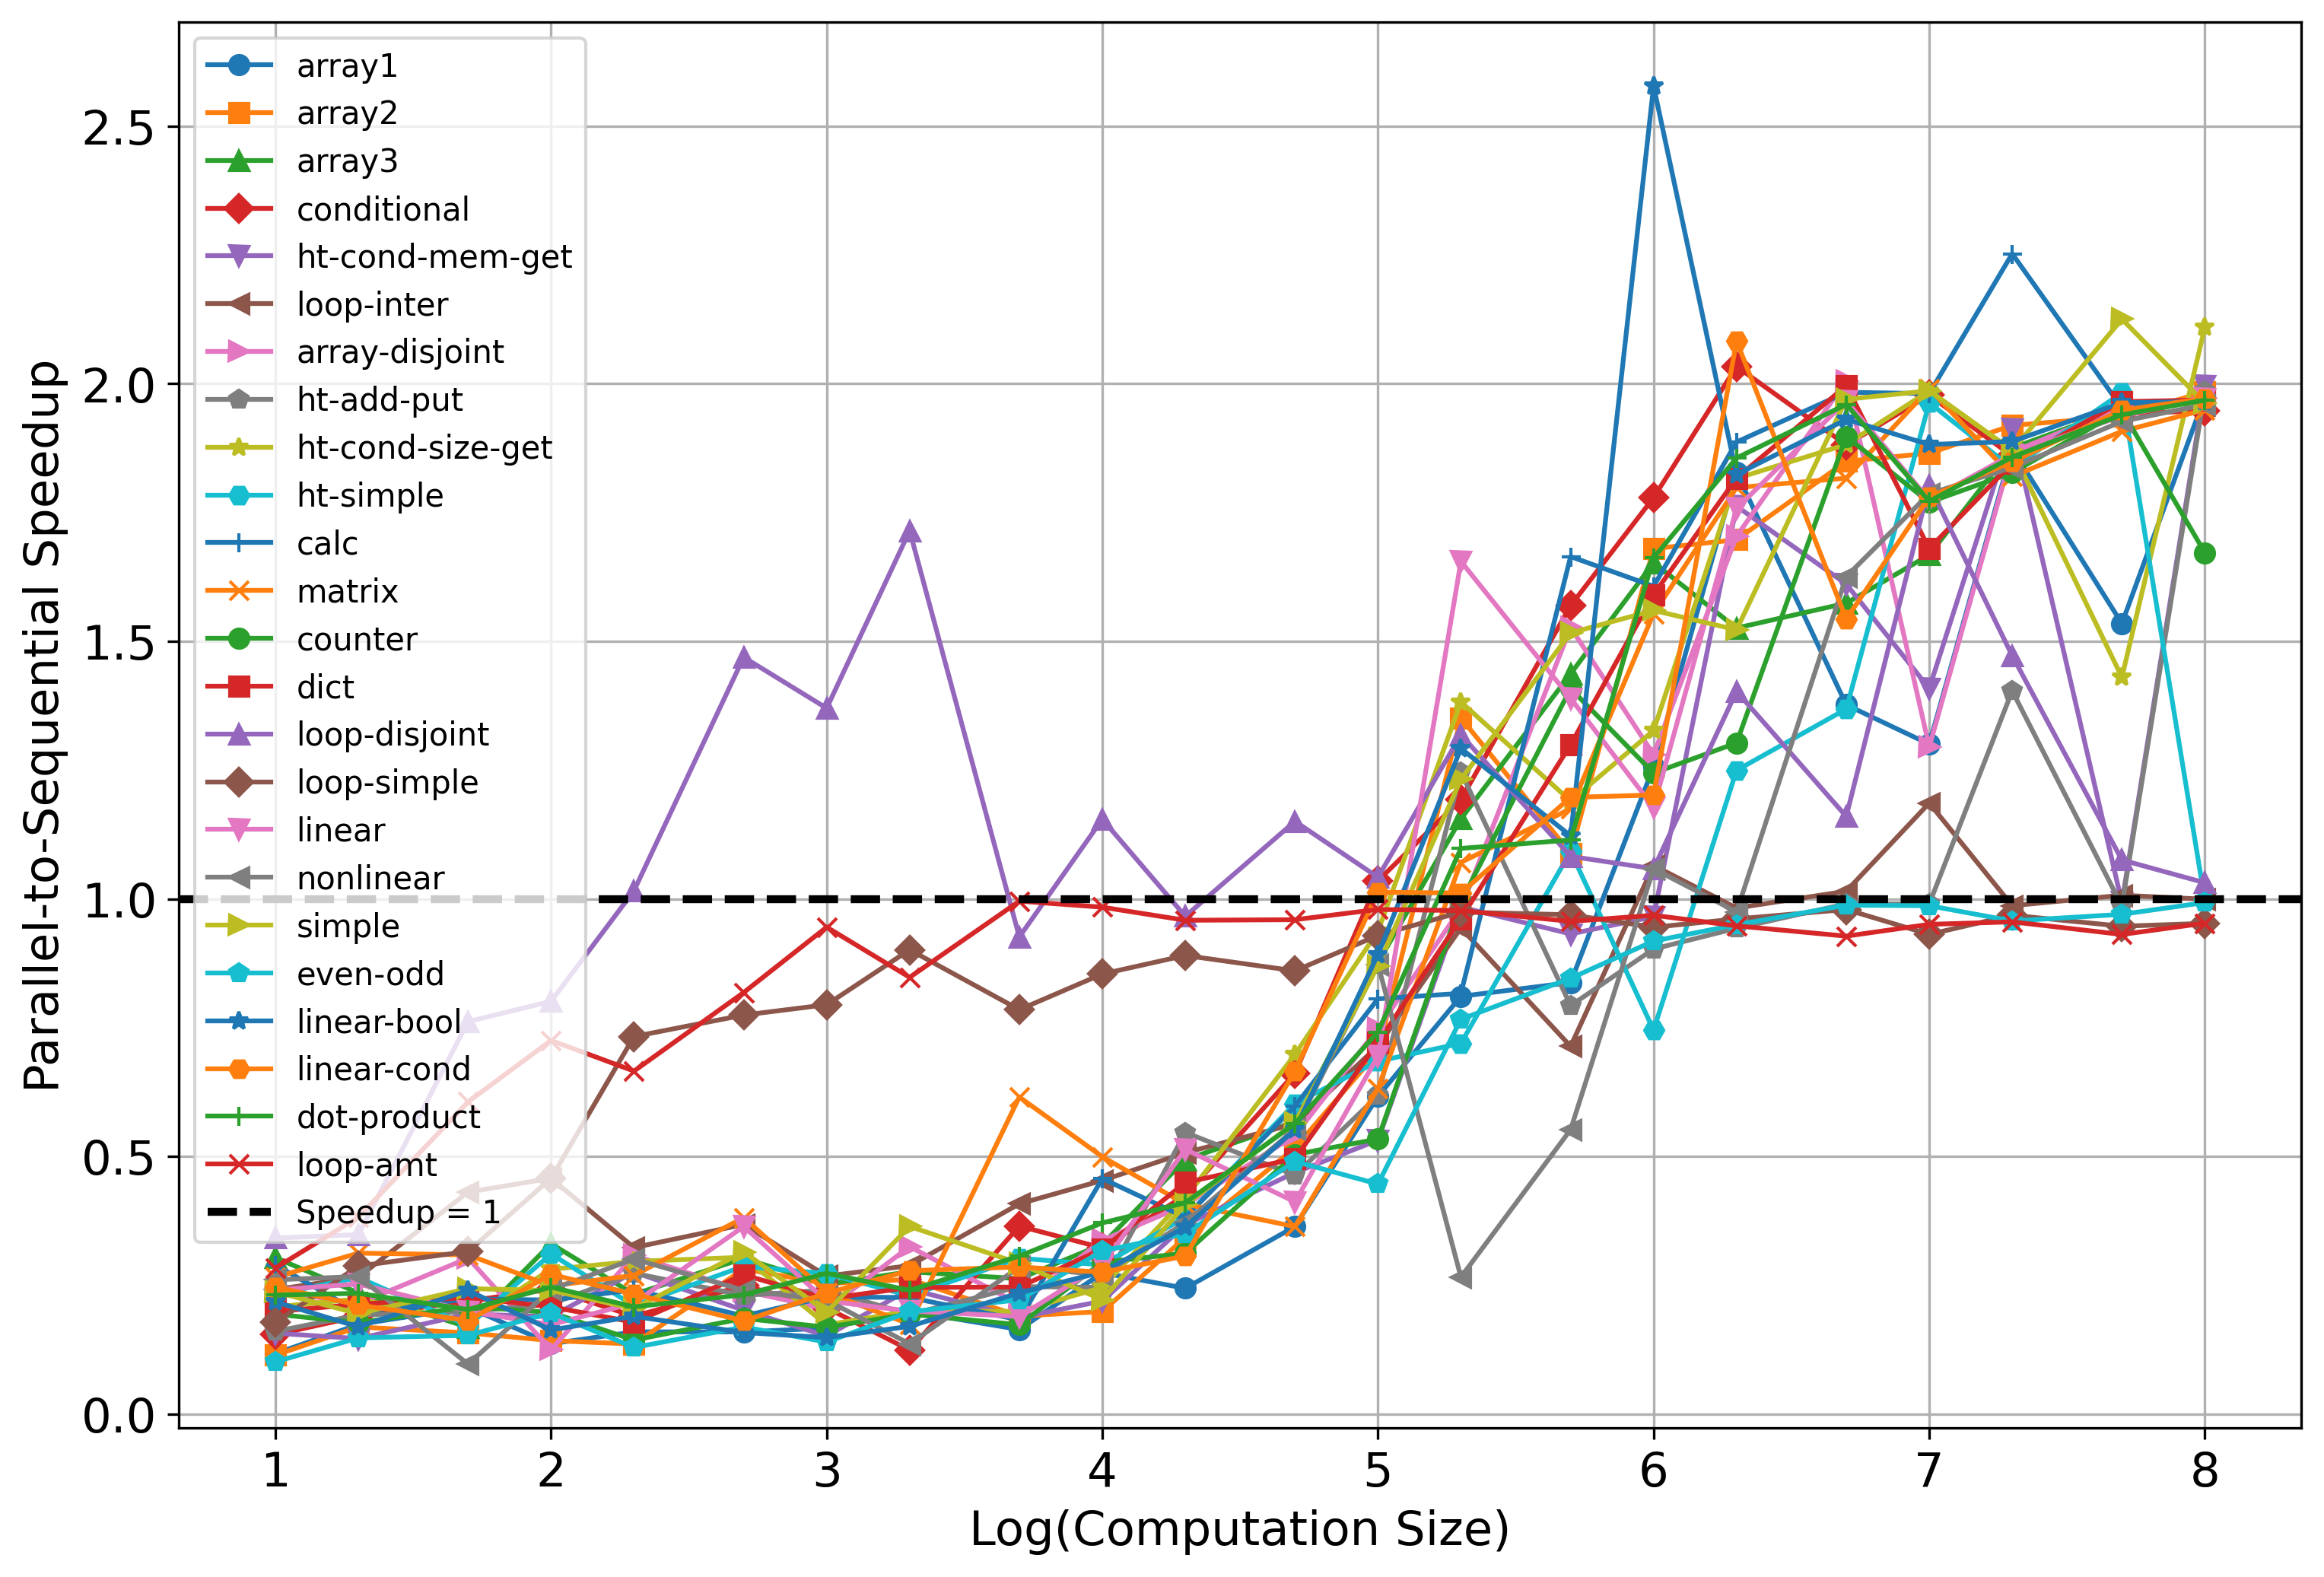 array1
array2
array3
conditional
ht-cond-mem-get
loop-inter
array-disjoint
ht-add-put
ht-cond-size-get
ht-simple
calc
matrix
counter
dict
loop-disjoint
loop-simple
linear
nonlinear
simple
even-odd
linear-bool
linear-cond
dot-product
loop-amt
Speedup = 1
Parallel-to-Sequential Speedup
2.5
2.0
1.5
1.0
0.5
0.0
1 2 3 4 5 6 7 8
Log(Computation Size)